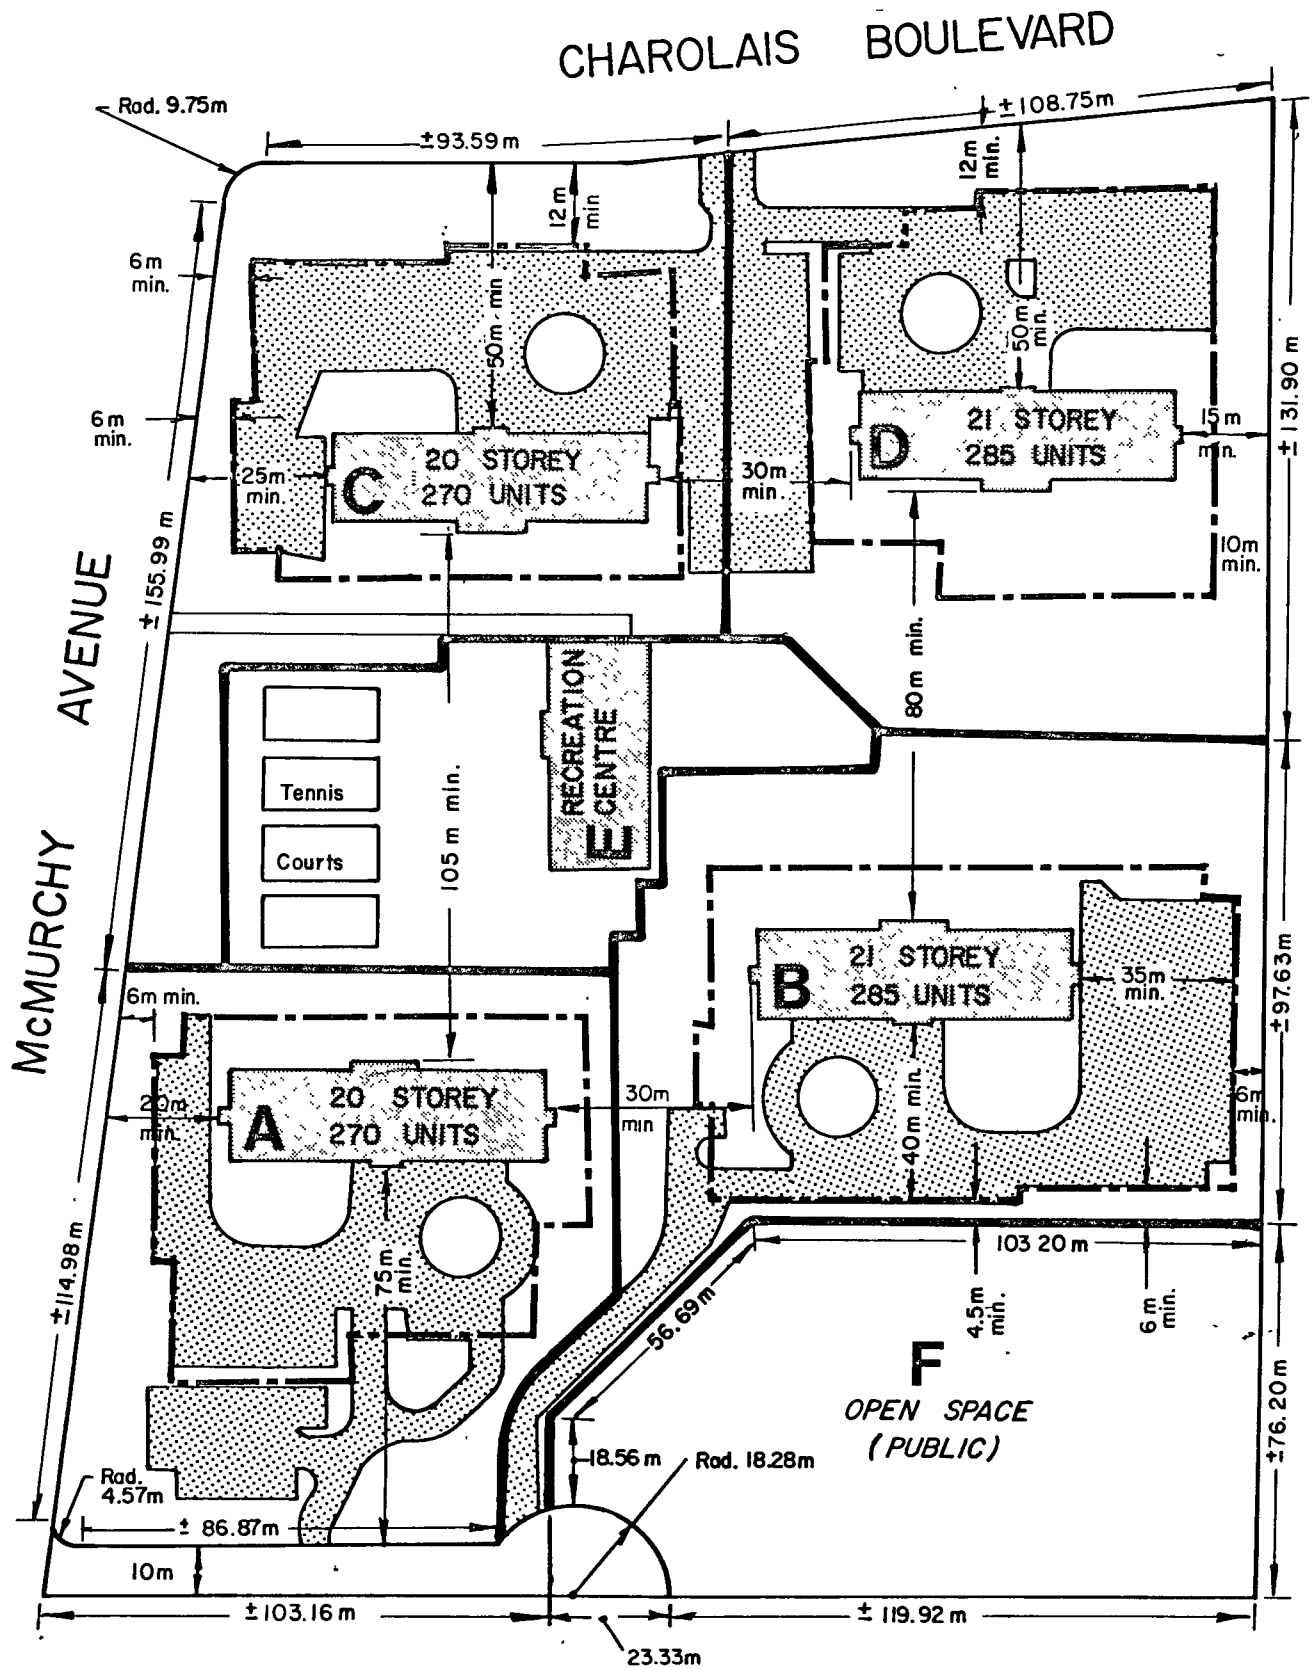 CHAROLAIS BOULEVARD
Rad. 9.75m
±93.59m
±108.75m
12m
min
12m
min.
6m
min.
50m min
50m
min.
±131.90 m
6m
min.
25m
min.
C
20 STOREY
270 UNITS
30m
min.
D
21 STOREY
285 UNITS
15m
min.
10m
min.
±155.99 m
McMURCHY AVENUE
80m min.
RECREATION
CENTRE
E
Tennis
Courts
105 m min.
±97.63m
6m min.
B
21 STOREY
285 UNITS
35m
min.
20m
min.
A
20 STOREY
270 UNITS
30m
min
40m min.
6m
min.
±114.98 m
75m
min.
103 20 m
56.69m
4.5m
min.
6 m
min.
F
OPEN SPACE
(PUBLIC)
±76.20m
18.56m
Rad. 18.28m
Rad.
4.57m
± 86.87m
10m
±103.16m
±119.92m
23.33m